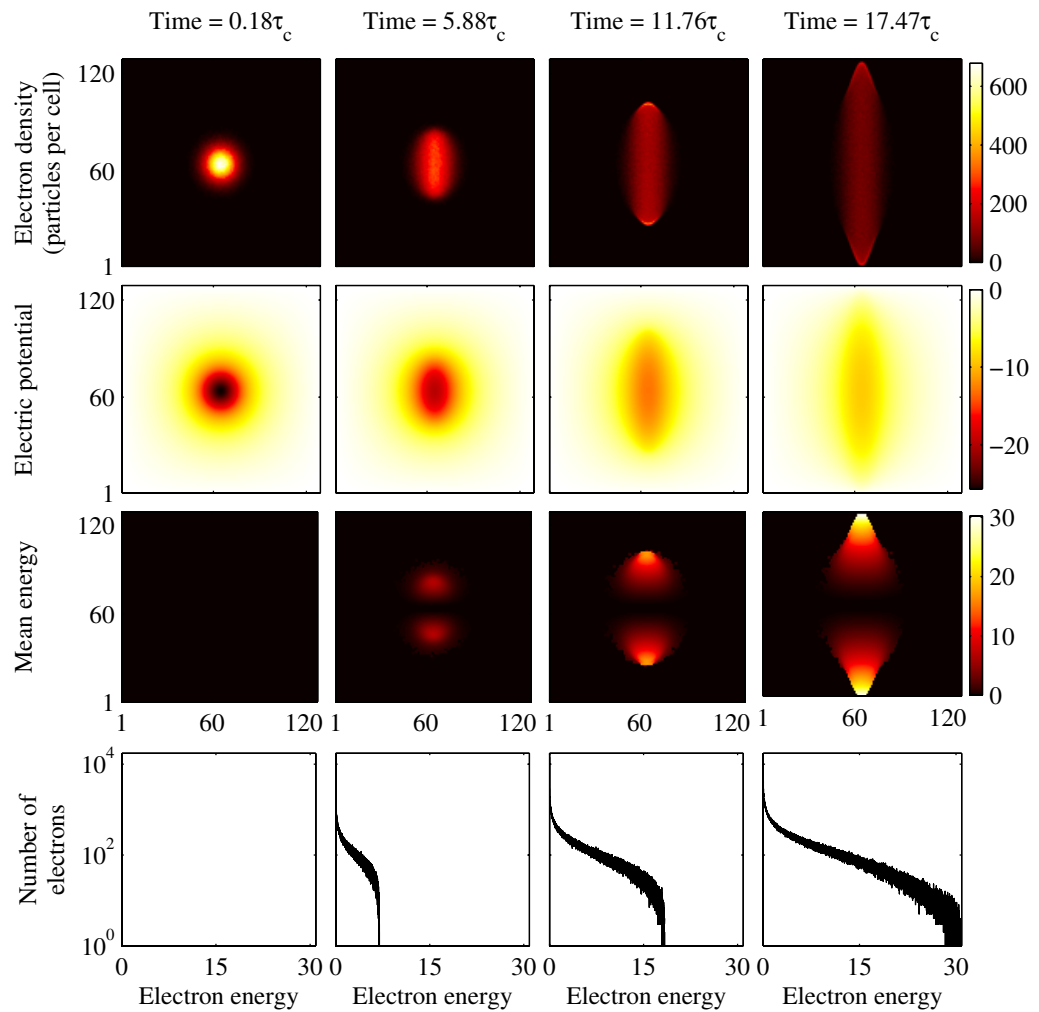 Time = 0.18τc Time = 5.88τc Time = 11.76τc Time = 17.47τc
Electron density
(particles per cell)
120
60
1
600
400
200
0
Electric potential
120
60
1
0
−10
−20
Mean energy
120
60
1
30
20
10
0
1 60 120 1 60 120 1 60 120 1 60 120
Number of
electrons
10^4
10^2
10^0
0 15 30 0 15 30 0 15 30 0 15 30
Electron energy Electron energy Electron energy Electron energy